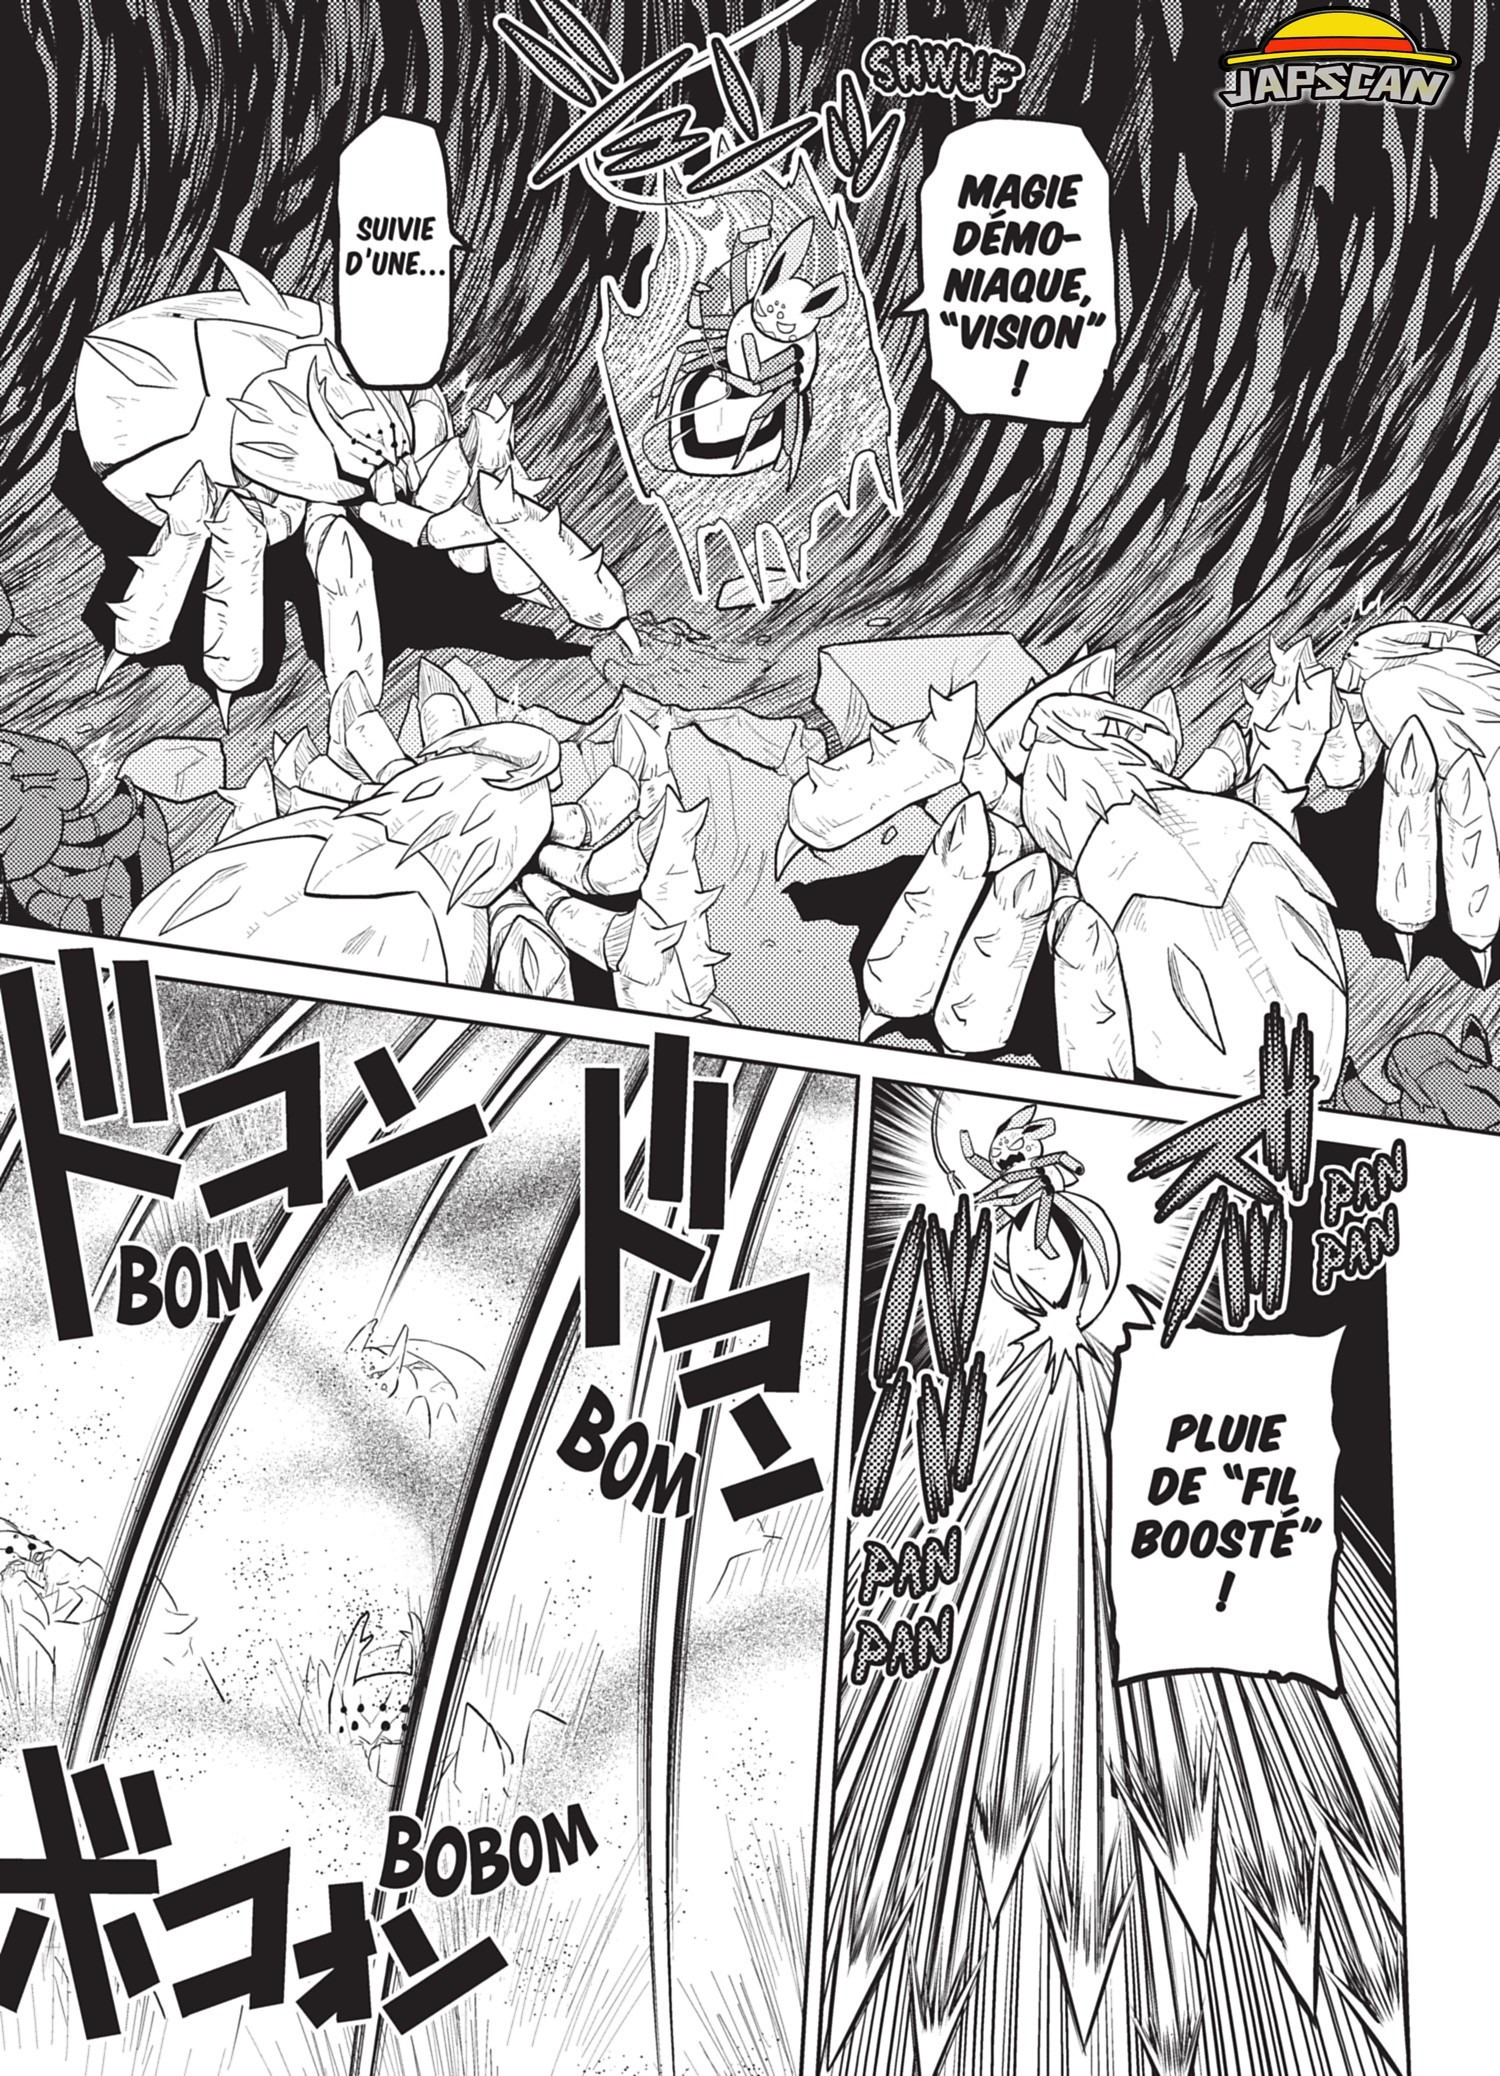 JAPSCAN
SHWUF
MAGIE
DÉMO-
NIAQUE,
“VISION”
!
SUIVIE
D’UNE...
PAN
PAN
PLUIE
DE “FIL
BOOSTÉ”
!
PAN
PAN
ドコン
BOM
ドコン
BOM
ボコォン
BOBOM